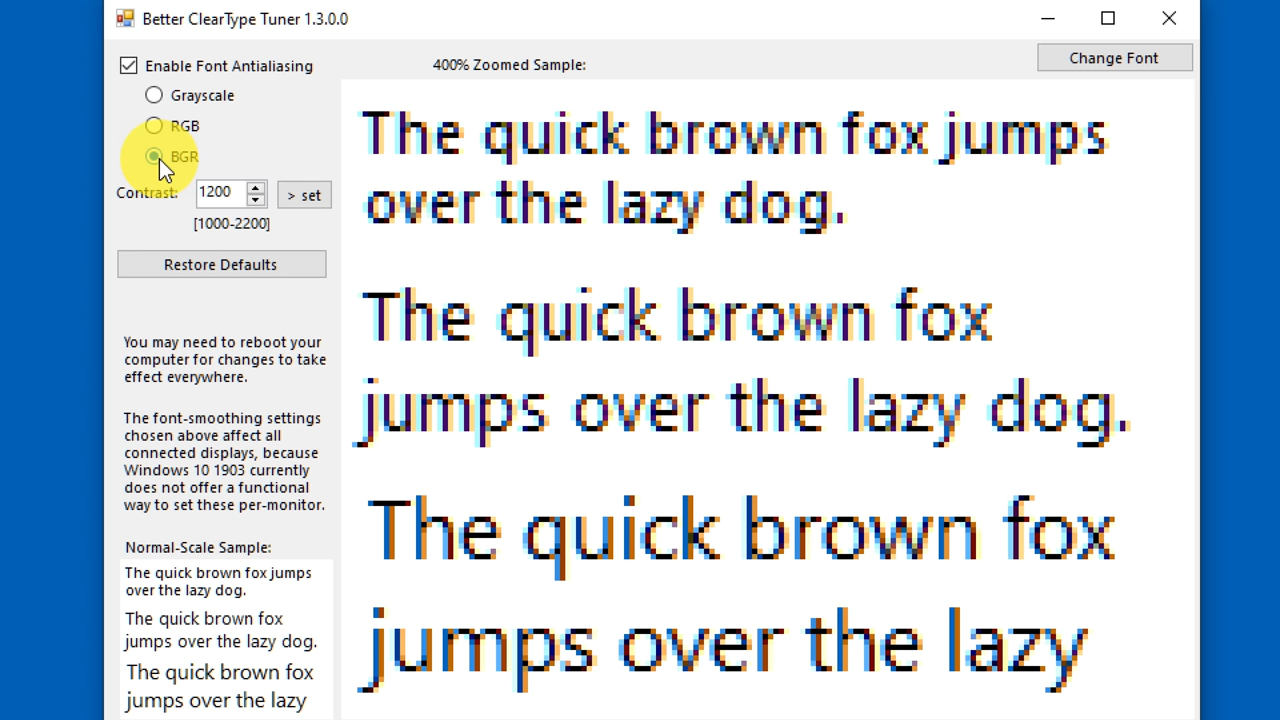 Better ClearType Tuner 1.3.0.0
Enable Font Antialiasing
Grayscale
RGB
BGR
Contrast:
1200
> set
[1000-2200]
Restore Defaults
You may need to reboot your
computer for changes to take
effect everywhere.
The font-smoothing settings
chosen above affect all
connected displays, because
Windows 10 1903 currently
does not offer a functional
way to set these per-monitor.
Normal-Scale Sample:
The quick brown fox jumps
over the lazy dog.
The quick brown fox
jumps over the lazy dog.
The quick brown fox
jumps over the lazy
400% Zoomed Sample:
Change Font
The quick brown fox jumps
over the lazy dog.
The quick brown fox
jumps over the lazy dog.
The quick brown fox
jumps over the lazy